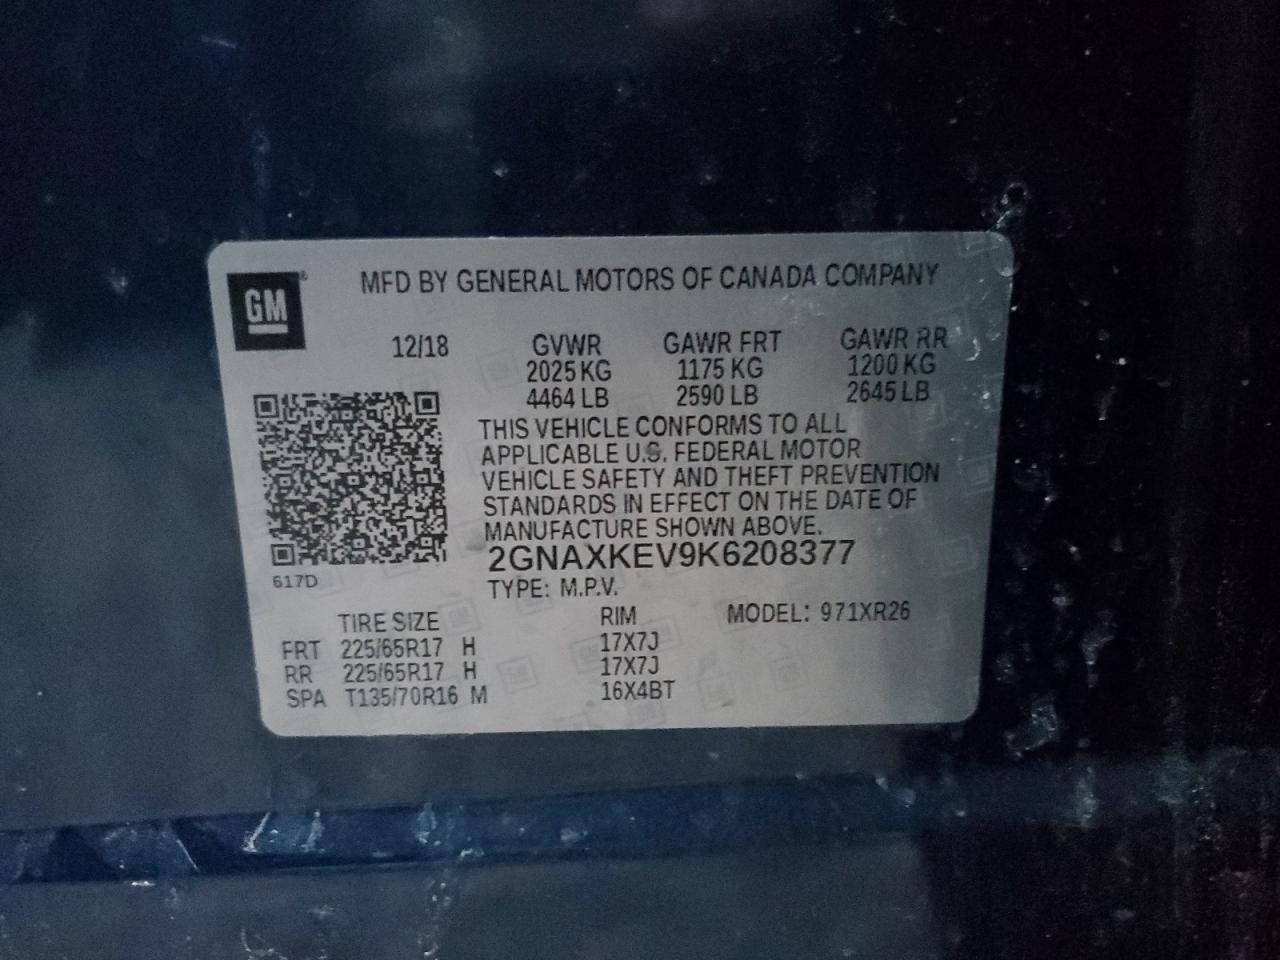 GM
MFD BY GENERAL MOTORS OF CANADA COMPANY
12/18 GVWR GAWR FRT GAWR RR
2025 KG 1175 KG 1200 KG
4464 LB 2590 LB 2645 LB
THIS VEHICLE CONFORMS TO ALL
APPLICABLE U.S. FEDERAL MOTOR
VEHICLE SAFETY AND THEFT PREVENTION
STANDARDS IN EFFECT ON THE DATE OF
MANUFACTURE SHOWN ABOVE.
2GNAXKEV9K6208377
617D
TYPE: M.P.V.
TIRE SIZE RIM MODEL: 971XR26
FRT 225/65R17 H 17X7J
RR 225/65R17 H 17X7J
SPA T135/70R16 M 16X4BT